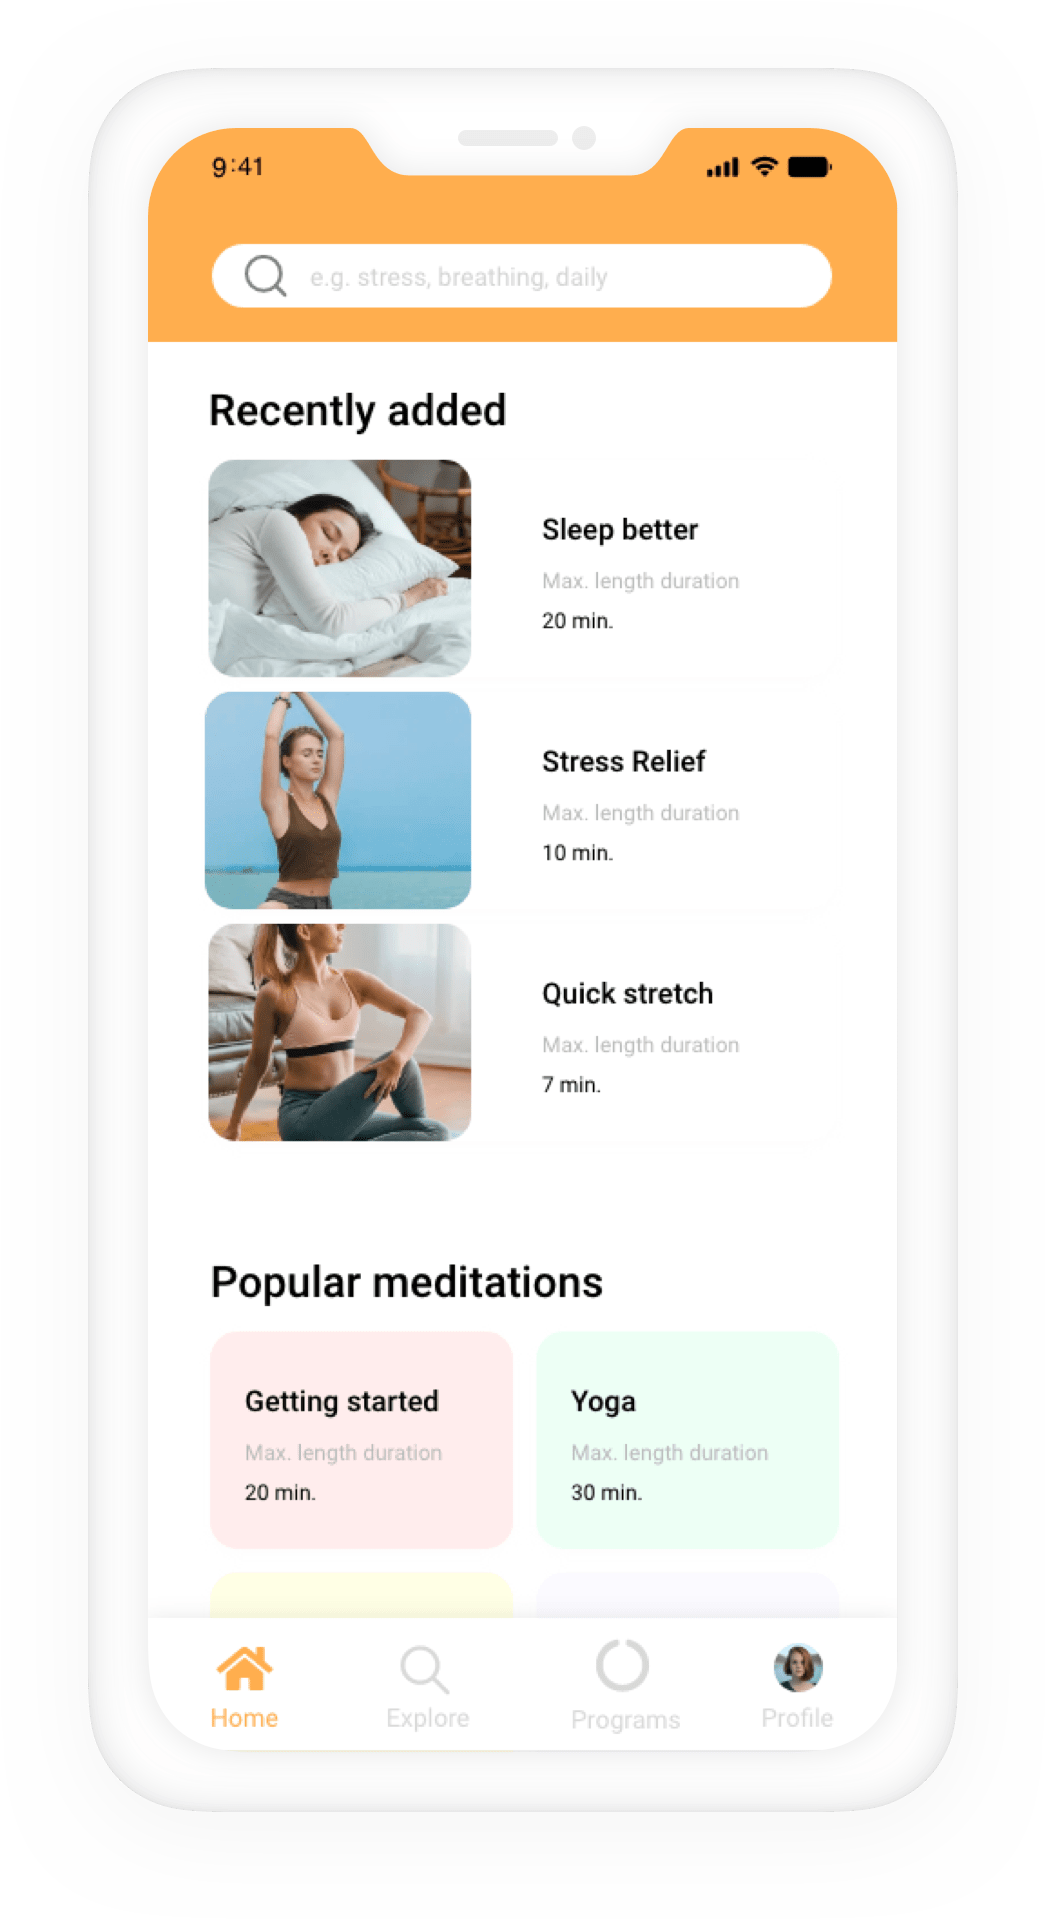 9:41
e.g. stress, breathing, daily
Recently added
Sleep better
Max. length duration
20 min.
Stress Relief
Max. length duration
10 min.
Quick stretch
Max. length duration
7 min.
Popular meditations
Getting started
Max. length duration
20 min.
Yoga
Max. length duration
30 min.
Home
Explore
Programs
Profile